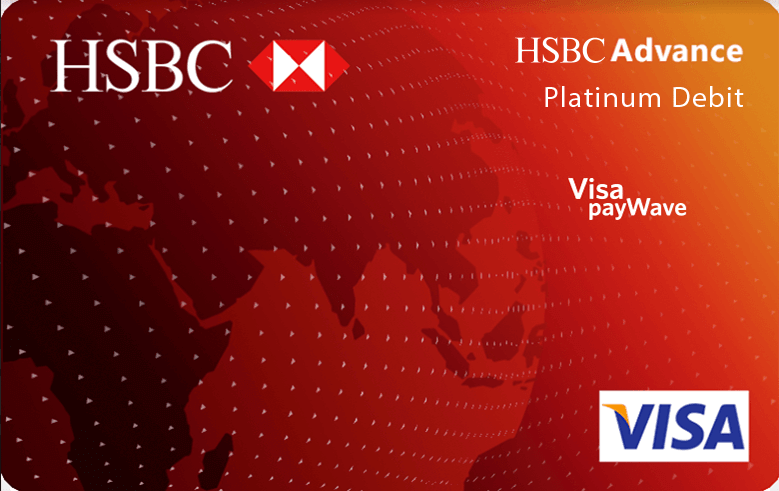 HSBC
HSBC Advance
Platinum Debit
Visa
payWave
VISA